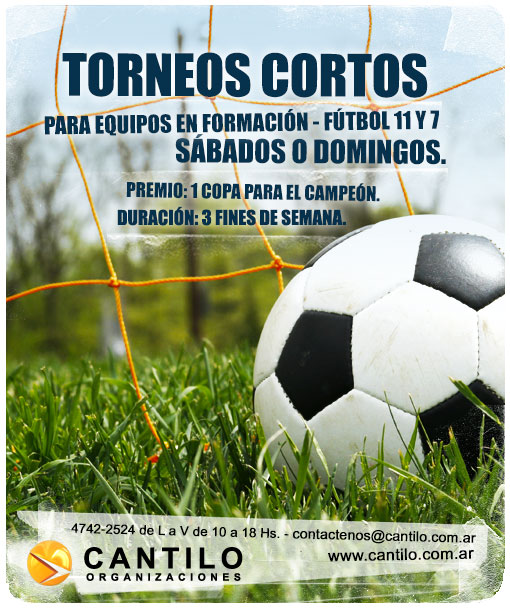 TORNEOS CORTOS
PARA EQUIPOS EN FORMACIÓN - FÚTBOL 11 Y 7
SÁBADOS O DOMINGOS.
PREMIO: 1 COPA PARA EL CAMPEÓN.
DURACIÓN: 3 FINES DE SEMANA.
4742-2524 de L a V de 10 a 18 Hs. - contactenos@cantilo.com.ar
www.cantilo.com.ar
CANTILO
ORGANIZACIONES